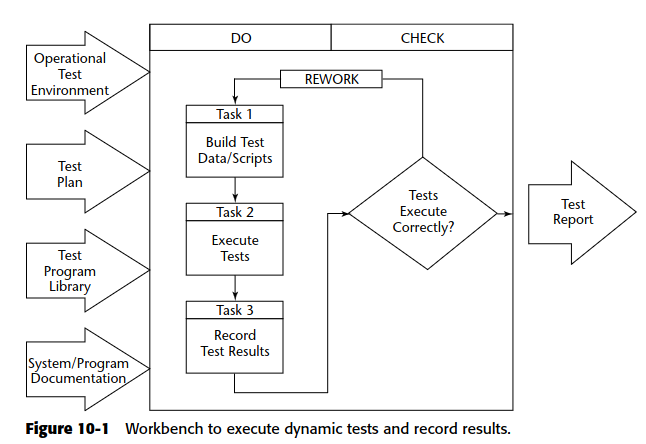 DO
CHECK
Operational
Test
Environment
REWORK
Task 1
Build Test
Data/Scripts
Test
Plan
Task 2
Execute
Tests
Tests
Execute
Correctly?
Test
Report
Test
Program
Library
Task 3
Record
Test Results
System/Program
Documentation
Figure 10-1 Workbench to execute dynamic tests and record results.